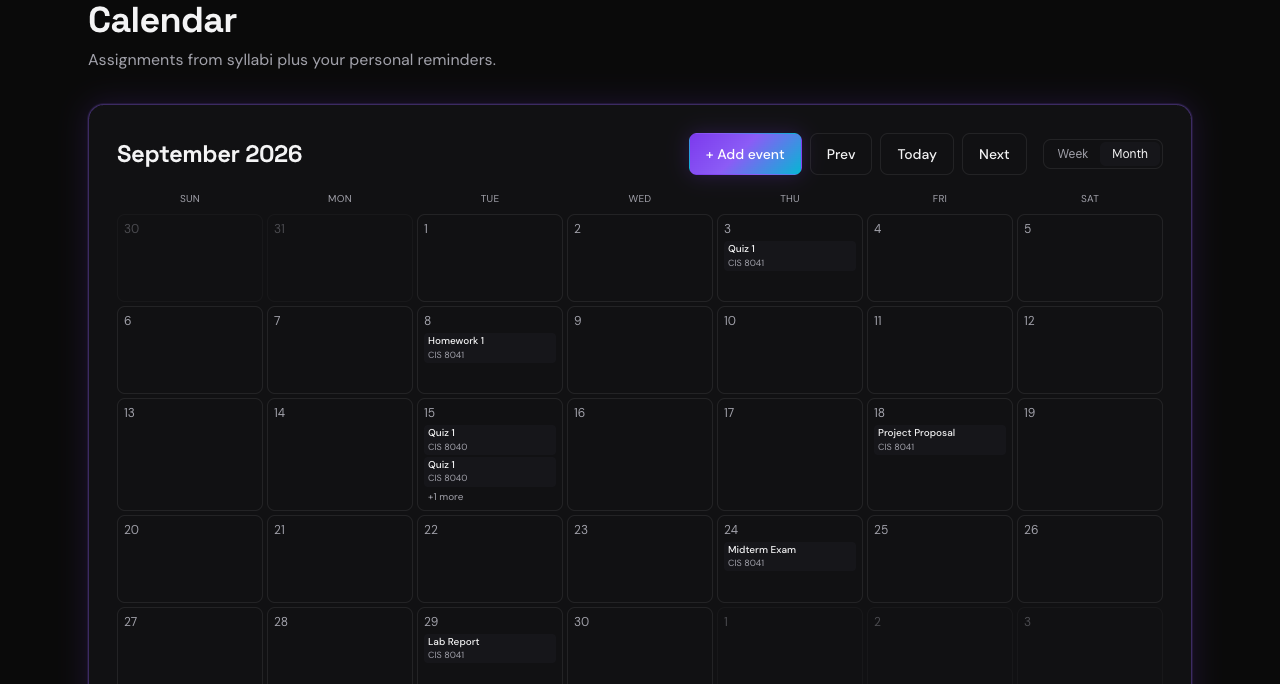 Calendar
Assignments from syllabi plus your personal reminders.
September 2026
+ Add event
Prev
Today
Next
Week
Month
SUN MON TUE WED THU FRI SAT
30 31 1 2 3 4 5
Quiz 1
CIS 8041
6 7 8 9 10 11 12
Homework 1
CIS 8041
13 14 15 16 17 18 19
Quiz 1 Project Proposal
CIS 8040 CIS 8041
Quiz 1
CIS 8040
+1 more
20 21 22 23 24 25 26
Midterm Exam
CIS 8041
27 28 29 30 1 2 3
Lab Report
CIS 8041